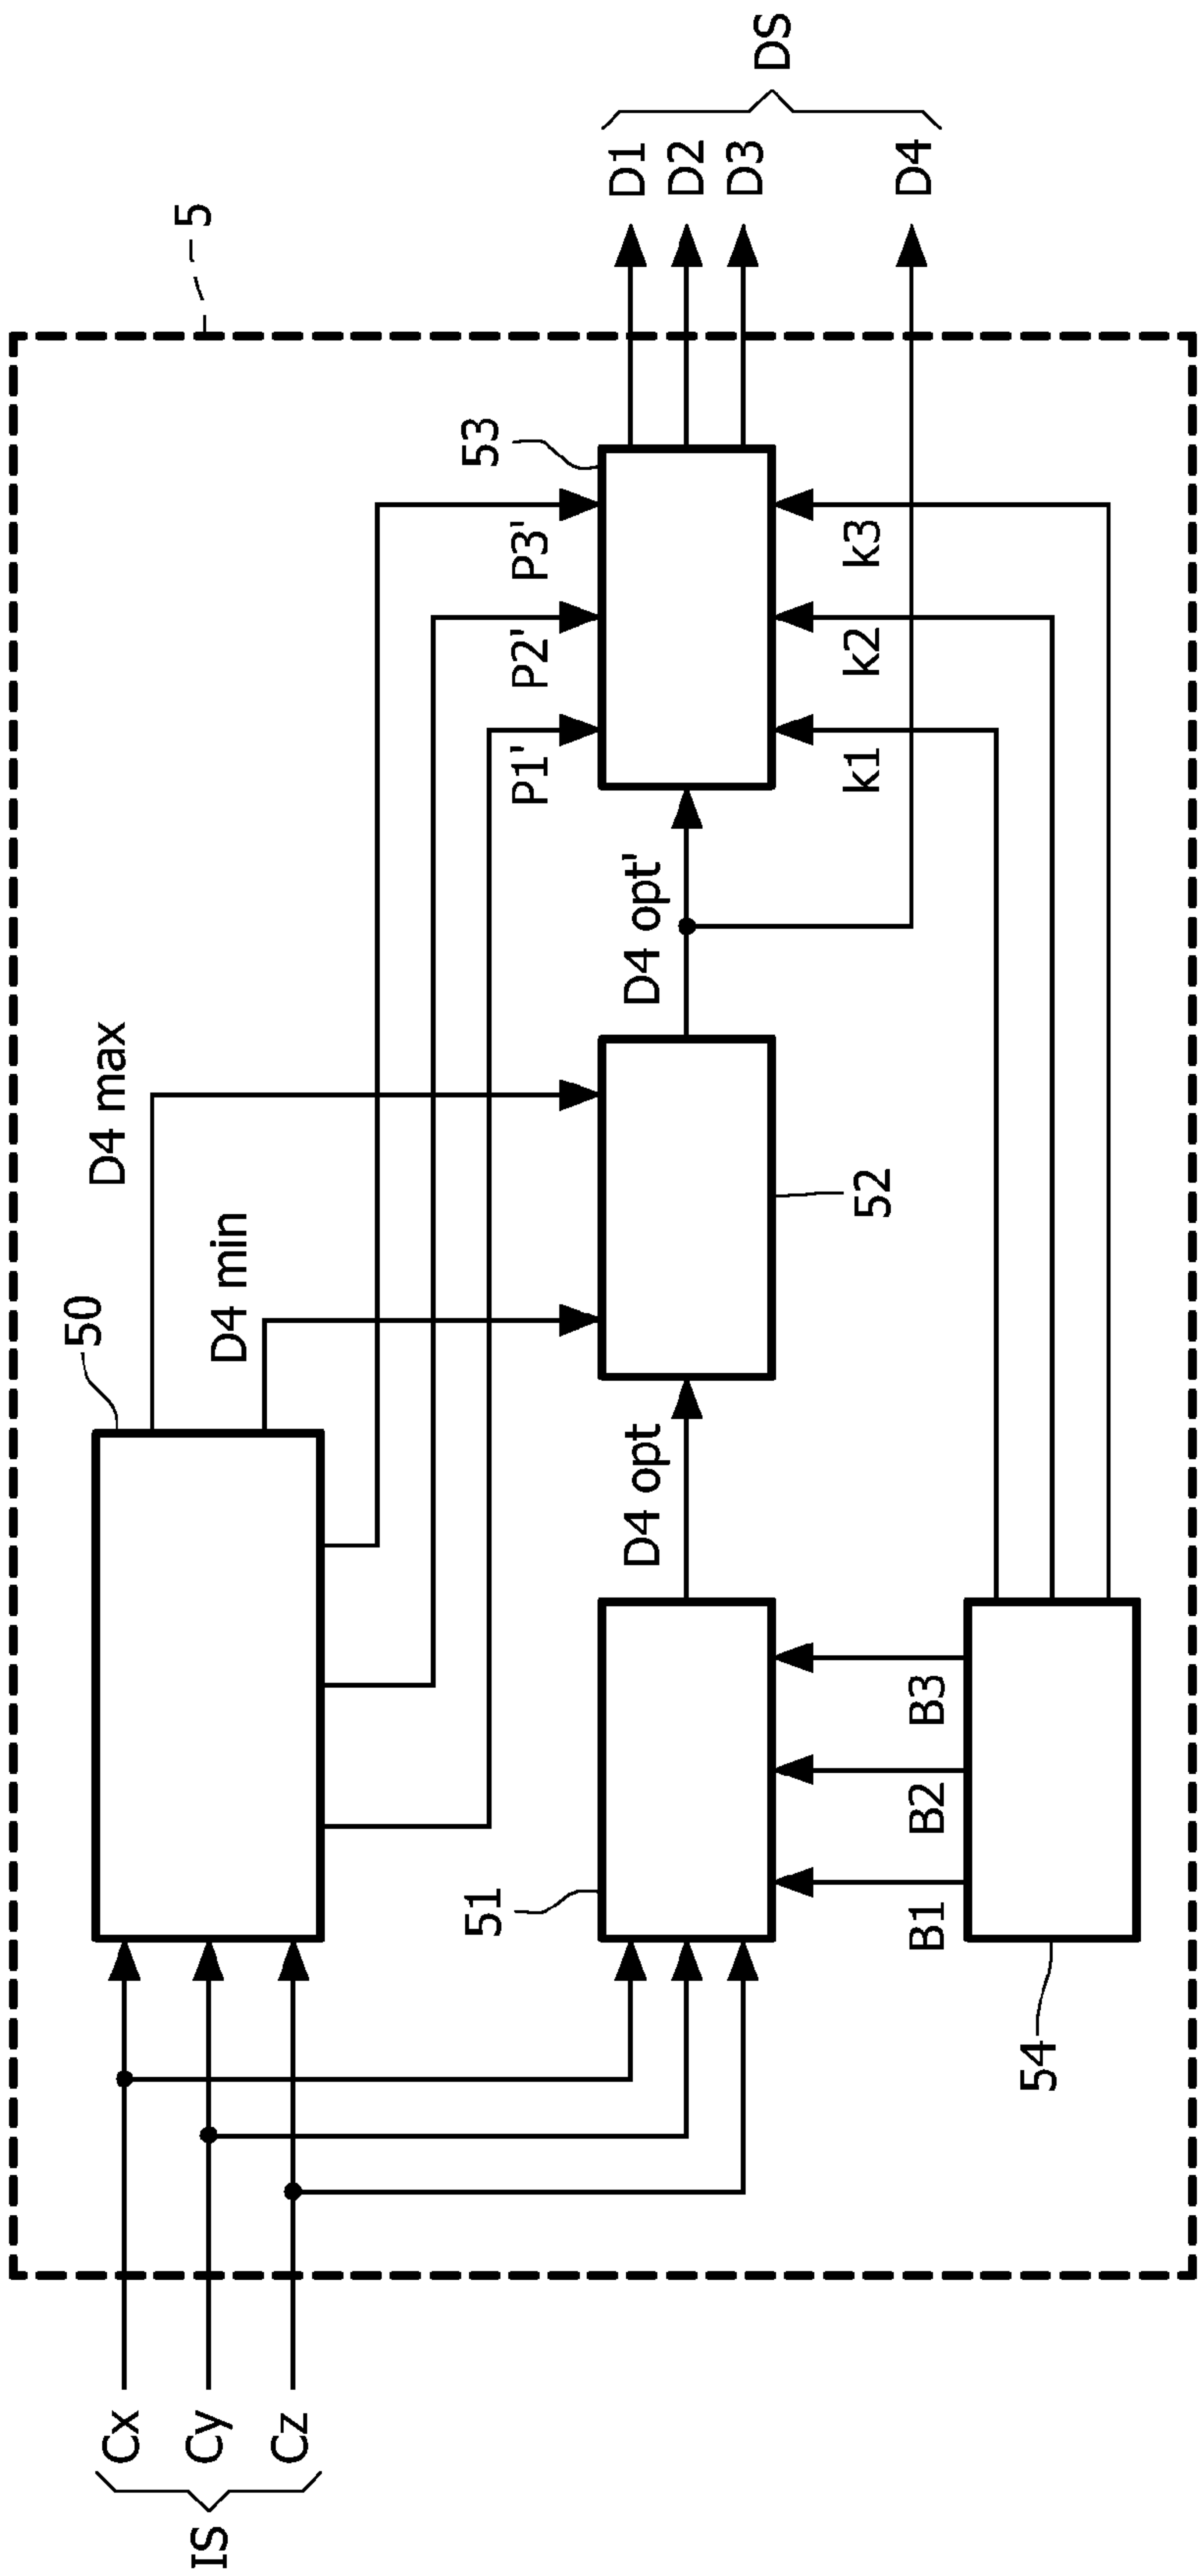 IS
Cx
Cy
Cz
5
50
D4 max
D4 min
P1'
P2'
P3'
53
51
D4 opt
52
D4 opt'
D1
D2
D3
D4
DS
B1
B2
B3
k1
k2
k3
54